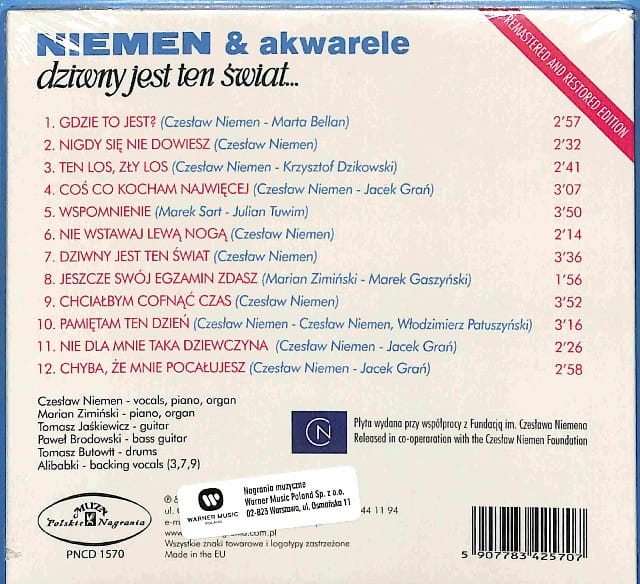 NIEMEN & akwarele
dziwny jest ten świat...
REMASTERED AND RESTORED EDITION
1. GDZIE TO JEST? (Czesław Niemen - Marta Bellan) 2'57
2. NIGDY SIĘ NIE DOWIESZ (Czesław Niemen) 2'32
3. TEN LOS, ZŁY LOS (Czesław Niemen - Krzysztof Dzikowski) 2'41
4. COŚ CO KOCHAM NAJWIĘCEJ (Czesław Niemen - Jacek Grań) 3'07
5. WSPOMNIENIE (Marek Sart - Julian Tuwim) 3'50
6. NIE WSTAWAJ LEWĄ NOGĄ (Czesław Niemen) 2'14
7. DZIWNY JEST TEN ŚWIAT (Czesław Niemen) 3'36
8. JESZCZE SWÓJ EGZAMIN ZDASZ (Marian Zimiński - Marek Gaszyński) 1'56
9. CHCIAŁBYM COFNĄĆ CZAS (Czesław Niemen) 3'52
10. PAMIĘTAM TEN DZIEŃ (Czesław Niemen - Czesław Niemen, Włodzimierz Patuszyński) 3'16
11. NIE DLA MNIE TAKA DZIEWCZYNA (Czesław Niemen - Jacek Grań) 2'26
12. CHYBA, ŻE MNIE POCAŁUJESZ (Czesław Niemen - Jacek Grań) 2'58
Czesław Niemen - vocals, piano, organ
Marian Zimiński - piano, organ
Tomasz Jaśkiewicz - guitar
Paweł Brodowski - bass guitar
Tomasz Butowtt - drums
Alibabki - backing vocals (3,7,9)
CN
Płyta wydana przy współpracy z Fundacją im. Czesława Niemena
Released in co-operaration with the Czesław Niemen Foundation
MUZA
Polskie Nagrania
PNCD 1570
WARNER MUSIC
POLAND
Nagrania muzyczne
Warner Music Poland Sp. z o.o.
02-823 Warszawa, ul. Osmańska 11
44 11 94
.com.pl
Wszystkie znaki towarowe i logotypy zastrzeżone
Made in the EU
5 907783 425707